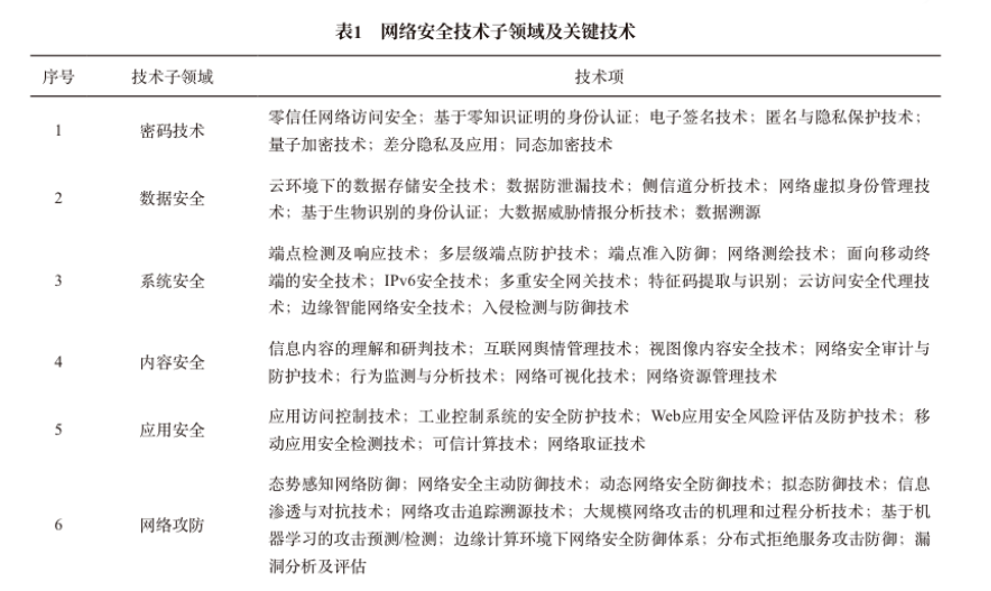 表1 网络安全技术子领域及关键技术
序号 技术子领域 技术项
1 密码技术 零信任网络访问安全；基于零知识证明的身份认证；电子签名技术；匿名与隐私保护技术；
量子加密技术；差分隐私及应用；同态加密技术
2 数据安全 云环境下的数据存储安全技术；数据防泄漏技术；侧信道分析技术；网络虚拟身份管理技
术；基于生物识别的身份认证；大数据威胁情报分析技术；数据溯源
3 系统安全 端点检测及响应技术；多层级端点防护技术；端点准入防御；网络测绘技术；面向移动终
端的安全技术；IPv6安全技术；多重安全网关技术；特征码提取与识别；云访问安全代理技
术；边缘智能网络安全技术；入侵检测与防御技术
4 内容安全 信息内容的理解和研判技术；互联网舆情管理技术；视图像内容安全技术；网络安全审计与
防护技术；行为监测与分析技术；网络可视化技术；网络资源管理技术
5 应用安全 应用访问控制技术；工业控制系统的安全防护技术；Web应用安全风险评估及防护技术；移
动应用安全检测技术；可信计算技术；网络取证技术
6 网络攻防 态势感知网络防御；网络安全主动防御技术；动态网络安全防御技术；拟态防御技术；信息
渗透与对抗技术；网络攻击追踪溯源技术；大规模网络攻击的机理和过程分析技术；基于机
器学习的攻击预测/检测；边缘计算环境下网络安全防御体系；分布式拒绝服务攻击防御；漏
洞分析及评估